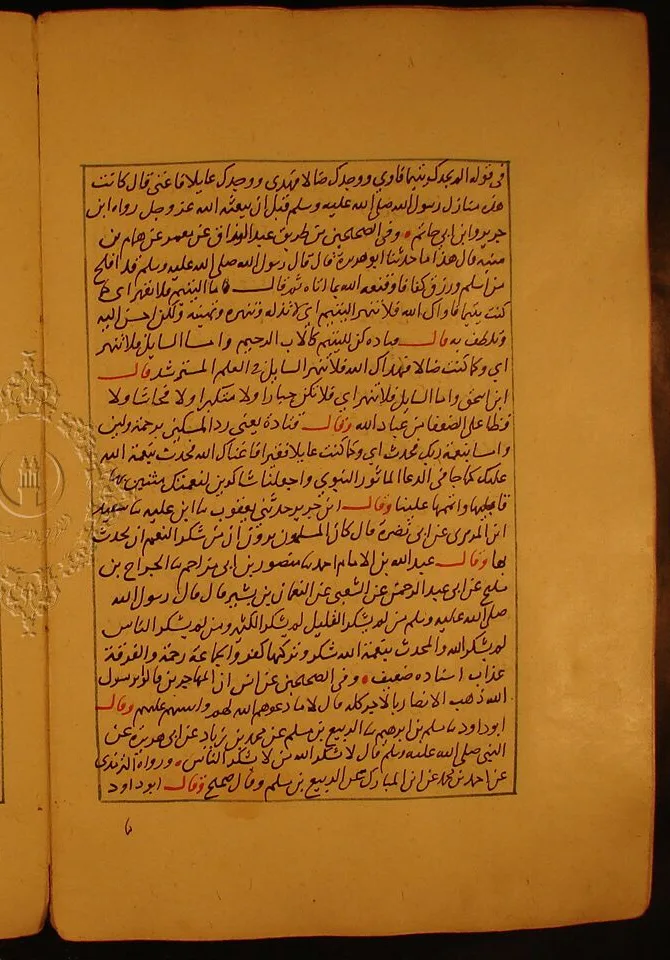 في قوله الم يجدك يتيما فاوي ووجدك ضالا فهدى ووجدك عايلا فاغنى قال كانت
هذه منازل رسول الله صلى الله عليه وسلم قبل ان يبعثه الله عز وجل رواه ابن
جرير وابن ابي حاتم وفي الصحيحين من طريق عبد الرزاق عن معمر عن همام بن
منبه قال هذا ما حدثنا ابو هريرة قال قال رسول الله صلى الله عليه وسلم قد افلح
من اسلم ورزق كفافا وقنعه الله بما اتاه ثم قال فاما اليتيم فلا تقهر اي كما
كنت يتيما فاواك الله فلا تقهر اليتيم اي لا تذله وتنهره وتهينه ولكن احسن اليه
وتلطف به قال قتاده كن لليتيم كالاب الرحيم واما السايل فلا تنهر
اي وكما كنت ضالا فهداك الله فلا تنهر السايل في العلم المسترشد قال
ابن اسحق واما السايل فلا تنهر اي فلا تكن جبارا ولا متكبرا ولا فحاشا ولا
فظا على الضعفا من عباد الله وقال قتادة يعني رد المسكين برحمة ولين
واما بنعمة ربك فحدث اي وكما كنت عايلا فقيرا فاغناك الله فحدث بنعمة الله
عليك كما جا في الدعا الماثور النبوي واجعلنا شاكرين لنعمتك مثنين بها
قابليها واتمها علينا وقال ابن جرير حدثني يعقوب ثنا ابن عليه ثنا سعيد
ابن اياس الجريري عن ابي نضرة قال كان المسلمون يرون ان من شكر النعم ان يحدث
بها وقال عبد الله بن الامام احمد ثنا منصور بن ابي مزاحم ثنا الجراح بن
مليح عن ابي عبد الرحمن عن الشعبي عن النعمان بن بشير قال قال رسول الله
صلى الله عليه وسلم من لم يشكر القليل لم يشكر الكثير ومن لم يشكر الناس
لم يشكر الله والمحدث بنعمة الله شكر وتركها كفر والجماعة رحمة والفرقة
عذاب اسناده ضعيف وفي الصحيحين عن انس ان المهاجرين قالوا يرسول
الله ذهب الانصار بالاجر كله قال لا ما دعوتم الله لهم واثنيتم عليهم وقال
ابو داود ثنا مسلم بن ابرهيم ثنا الربيع بن مسلم عن محمد بن زياد عن ابي هريرة عن
النبي صلى الله عليه وسلم قال لا يشكر الله من لا يشكر الناس ورواه الترمذي
عن احمد بن محمد عن ابن المبارك عن الربيع بن مسلم وقال صحيح وقال ابو داود